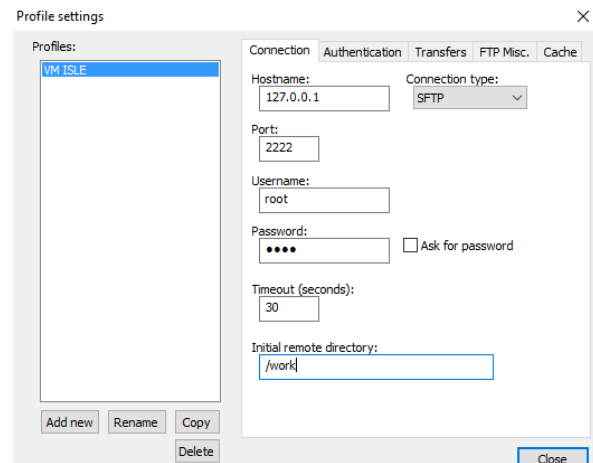 Profile settings
Profiles:
VM ISLE
Connection Authentication Transfers FTP Misc. Cache
Hostname: Connection type:
127.0.0.1 SFTP
Port:
2222
Username:
root
Password:
●●●● Ask for password
Timeout (seconds):
30
Initial remote directory:
/work
Add new Rename Copy
Delete
Close